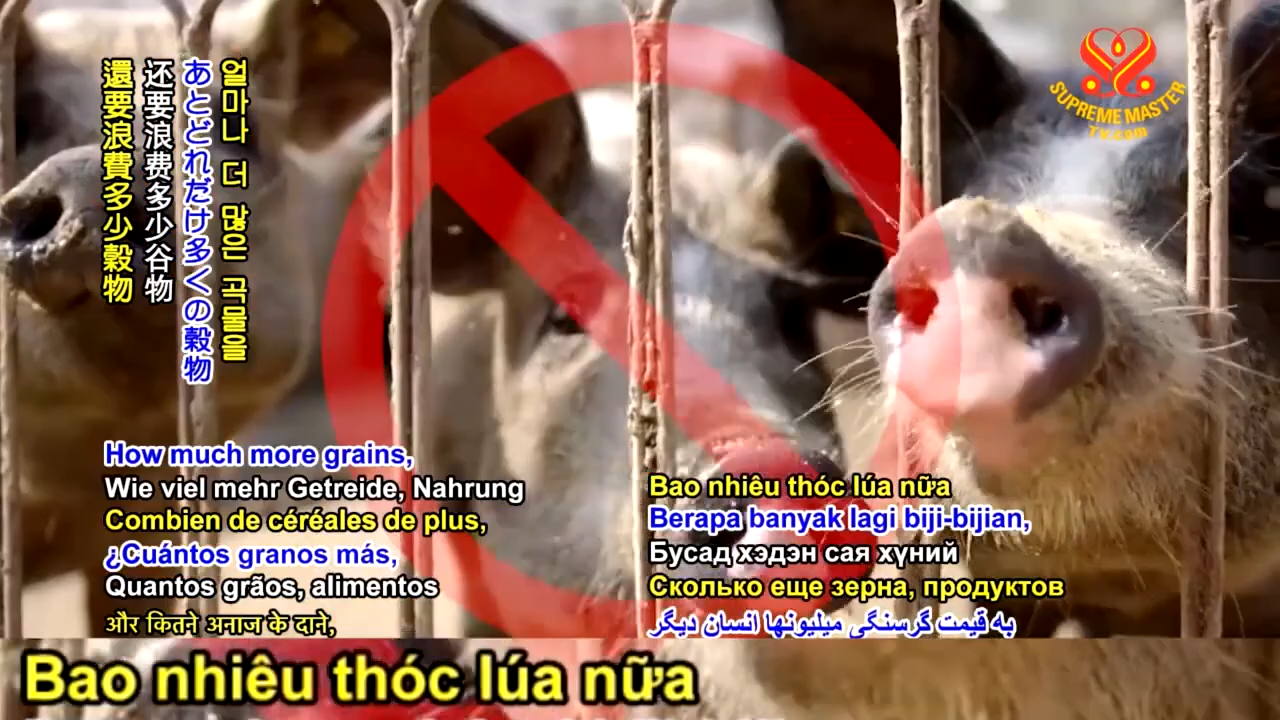 얼마나 더 많은 곡물을
あとどれだけ多くの穀物
还要浪费多少谷物
還要浪費多少穀物
SUPREME MASTER
TV.com
How much more grains,
Wie viel mehr Getreide, Nahrung
Combien de céréales de plus,
¿Cuántos granos más,
Quantos grãos, alimentos
और कितने अनाज के दाने,
Bao nhiêu thóc lúa nữa
Berapa banyak lagi biji-bijian,
Бусад хэдэн сая хүний
Сколько еще зерна, продуктов
به قیمت گرسنگی میلیونها انسان دیگر
Bao nhiêu thóc lúa nữa